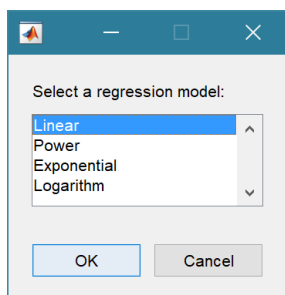 Select a regression model:
Linear
Power
Exponential
Logarithm
OK
Cancel